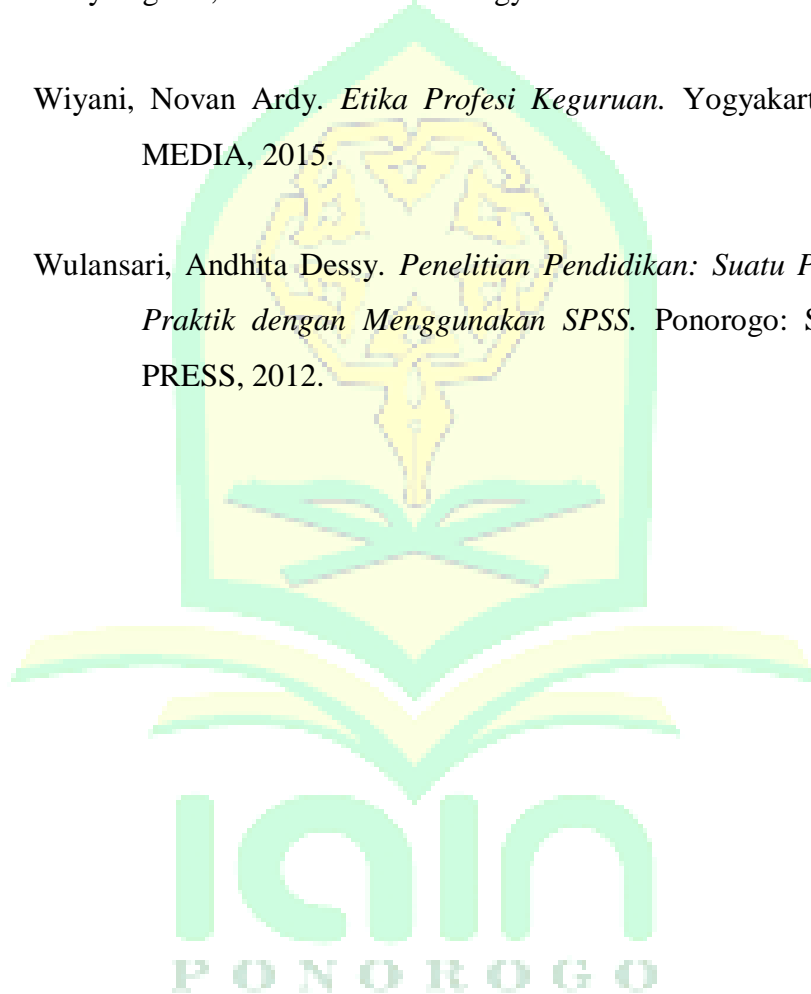 Wiyani, Novan Ardy. Etika Profesi Keguruan. Yogyakart
MEDIA, 2015.
Wulansari, Andhita Dessy. Penelitian Pendidikan: Suatu P
Praktik dengan Menggunakan SPSS. Ponorogo: S
PRESS, 2012.
iain
PONOROGO